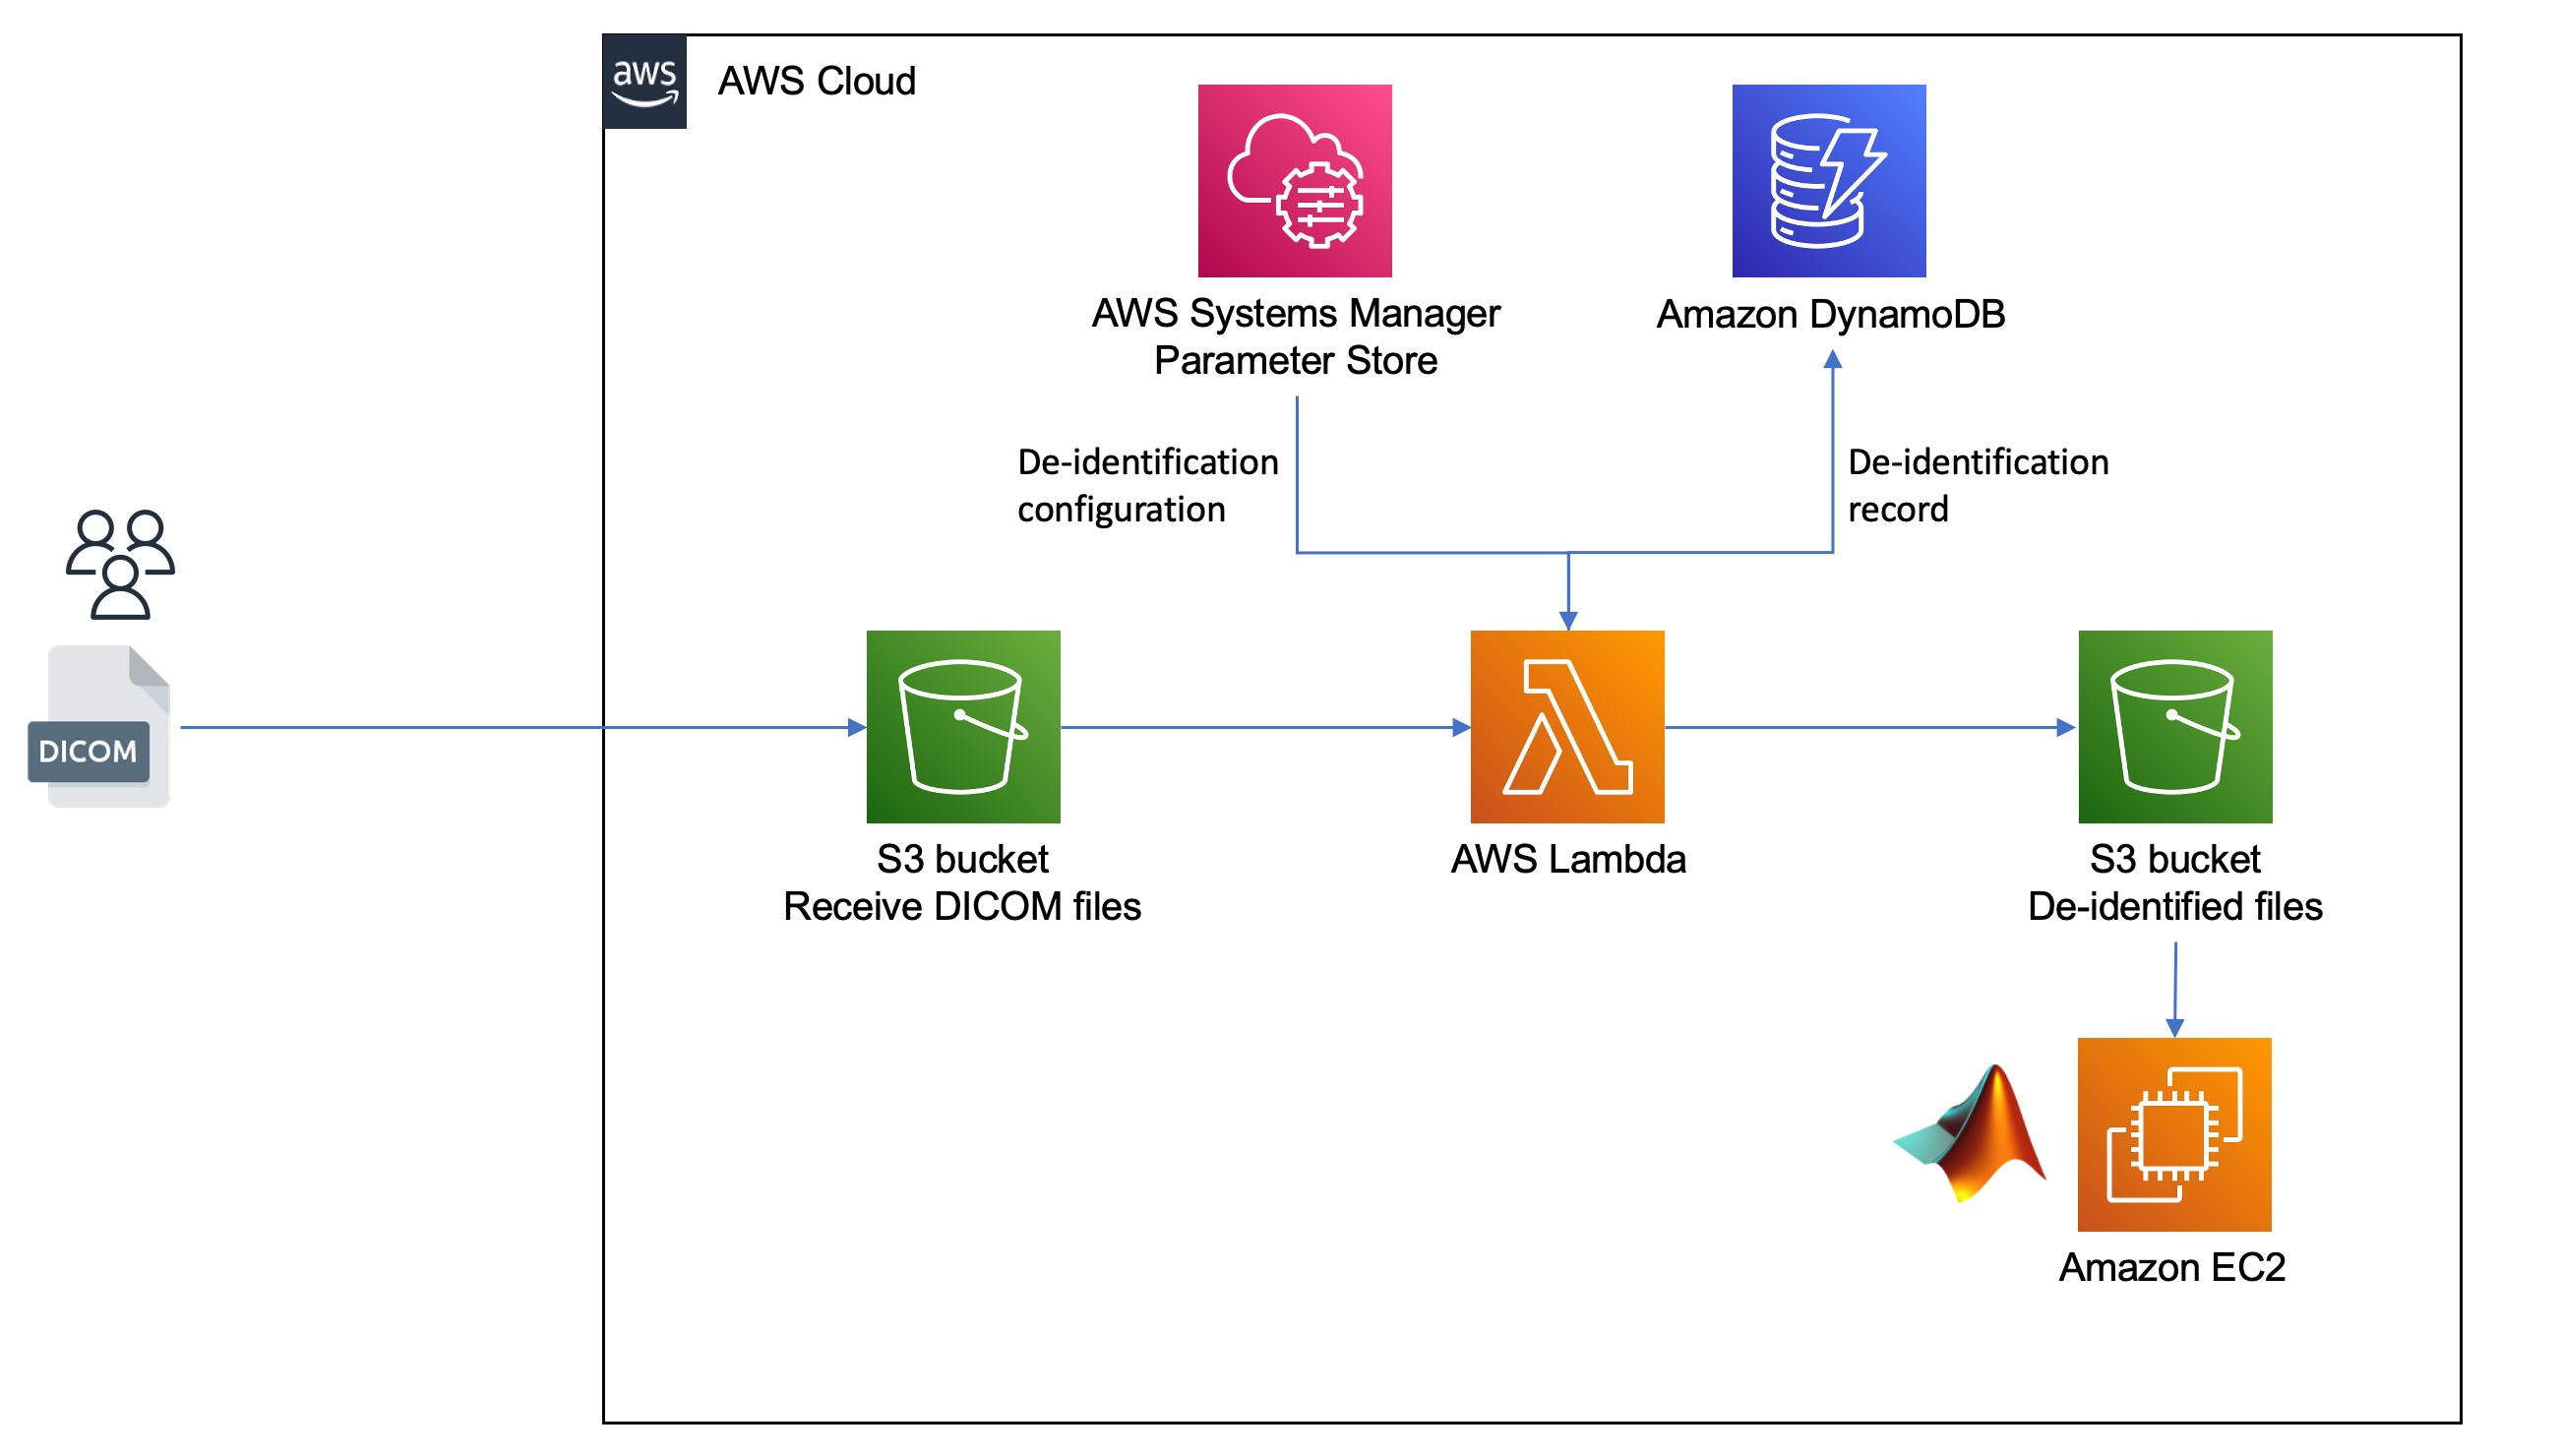 aws
AWS Cloud
AWS Systems Manager
Parameter Store
Amazon DynamoDB
De-identification
configuration
De-identification
record
DICOM
S3 bucket
Receive DICOM files
AWS Lambda
S3 bucket
De-identified files
Amazon EC2